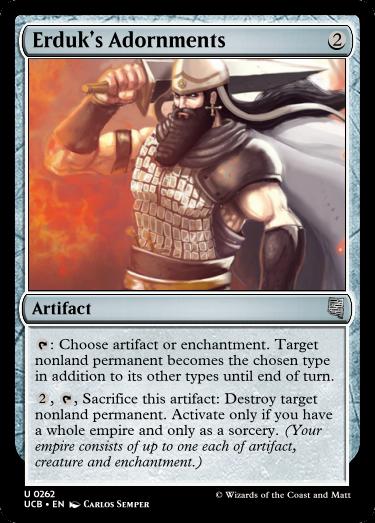 Erduk's Adornments 2
Artifact
T: Choose artifact or enchantment. Target
nonland permanent becomes the chosen type
in addition to its other types until end of turn.
2, T, Sacrifice this artifact: Destroy target
nonland permanent. Activate only if you have
a whole empire and only as a sorcery. (Your
empire consists of up to one each of artifact,
creature and enchantment.)
U 0262
UCB • EN Carlos Semper © Wizards of the Coast and Matt